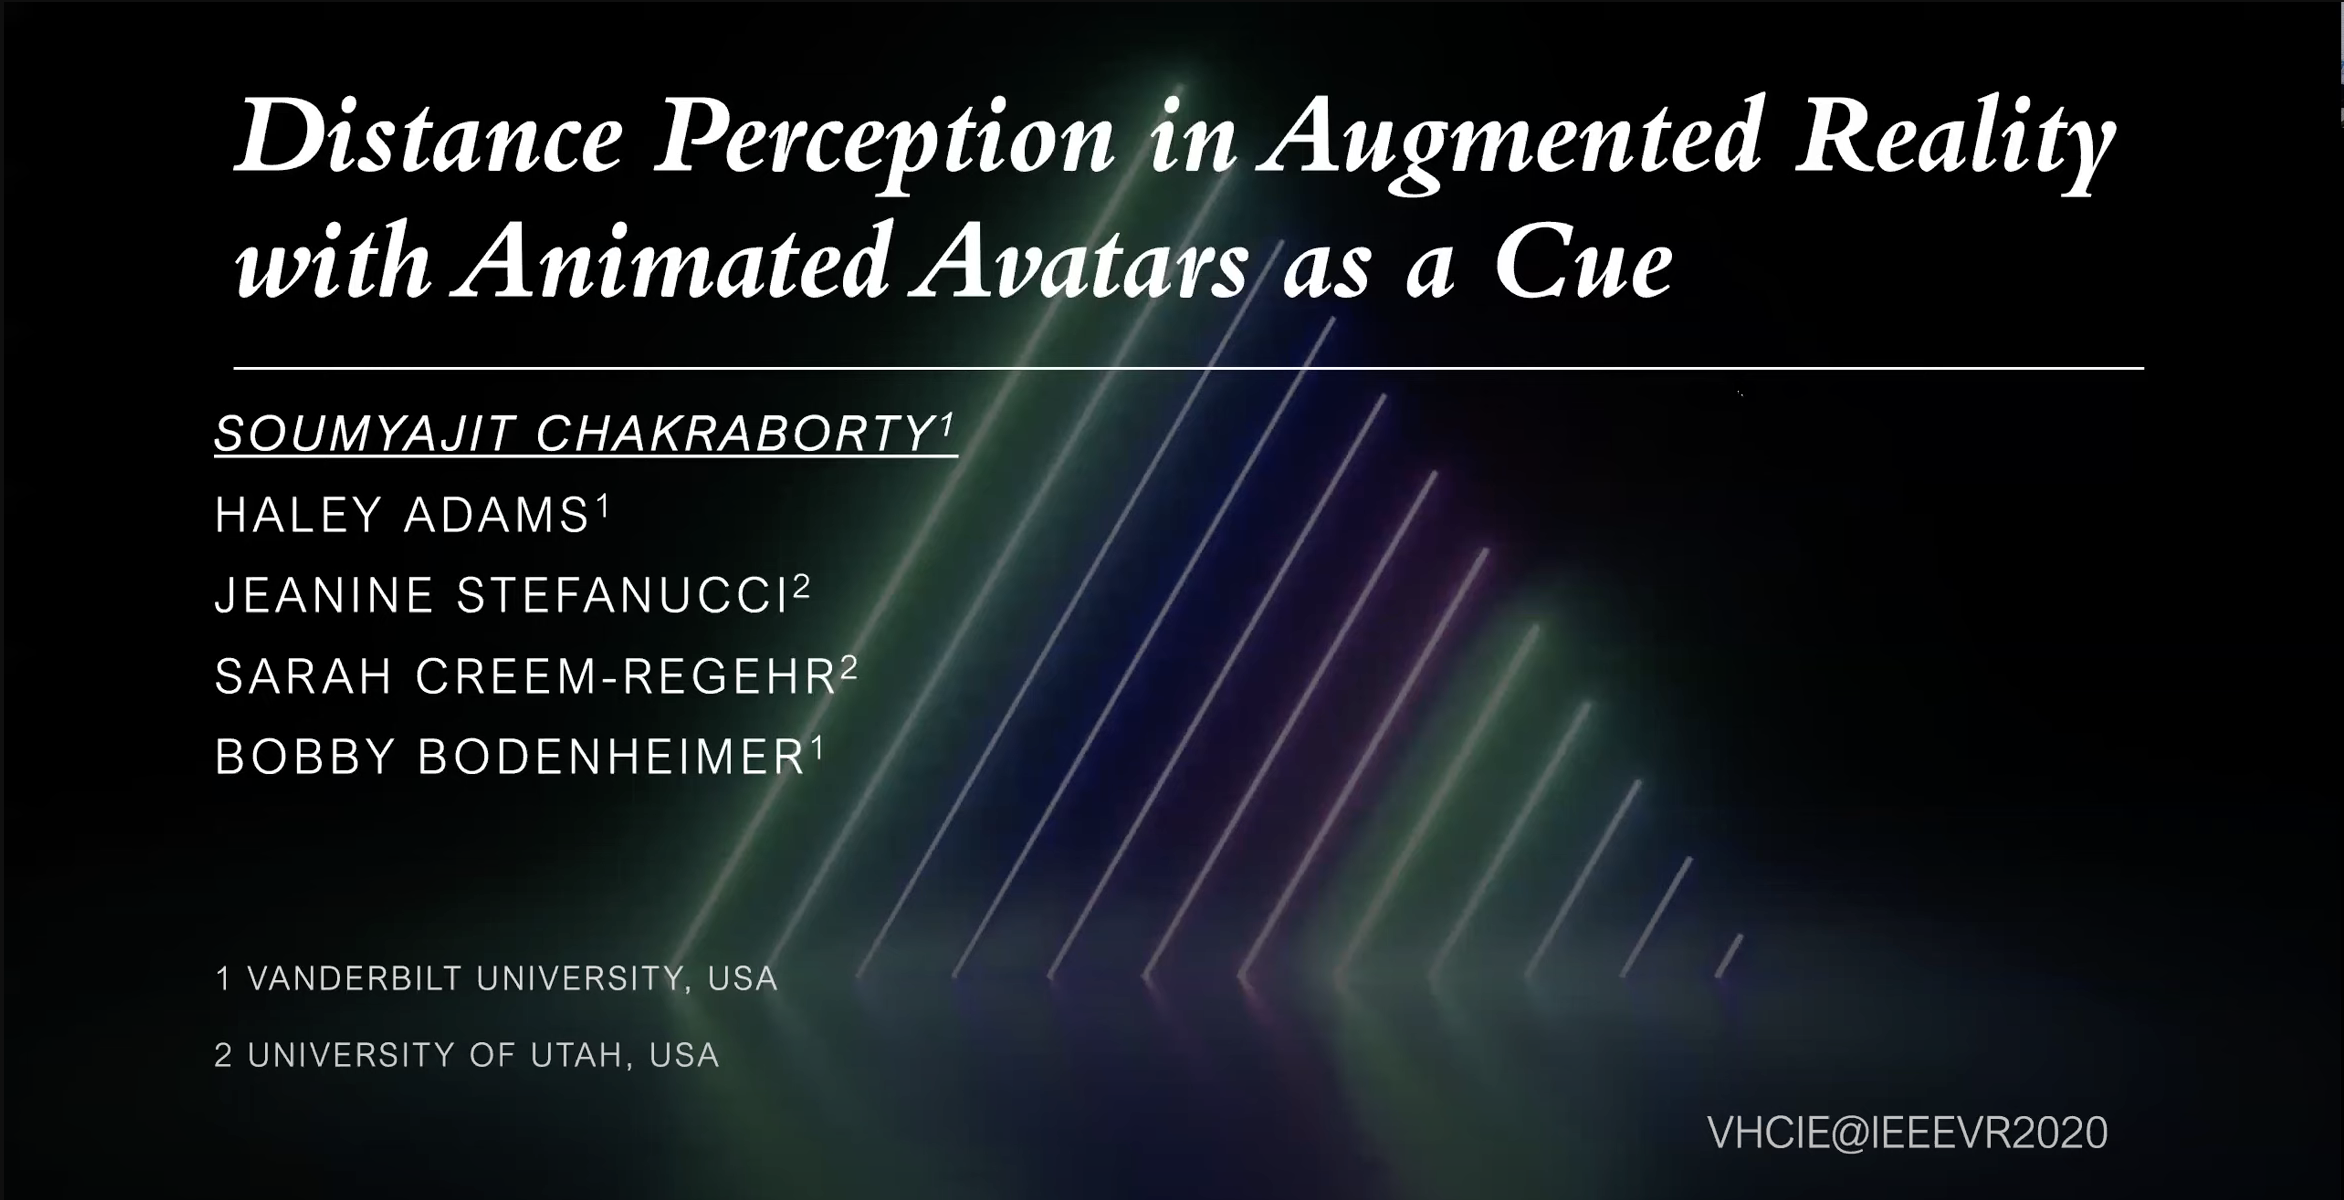 Distance Perception in Augmented Reality
with Animated Avatars as a Cue
SOUMYAJIT CHAKRABORTY¹
HALEY ADAMS¹
JEANINE STEFANUCCI²
SARAH CREEM-REGEHR²
BOBBY BODENHEIMER¹
1 VANDERBILT UNIVERSITY, USA
2 UNIVERSITY OF UTAH, USA
VHCIE@IEEEVR2020